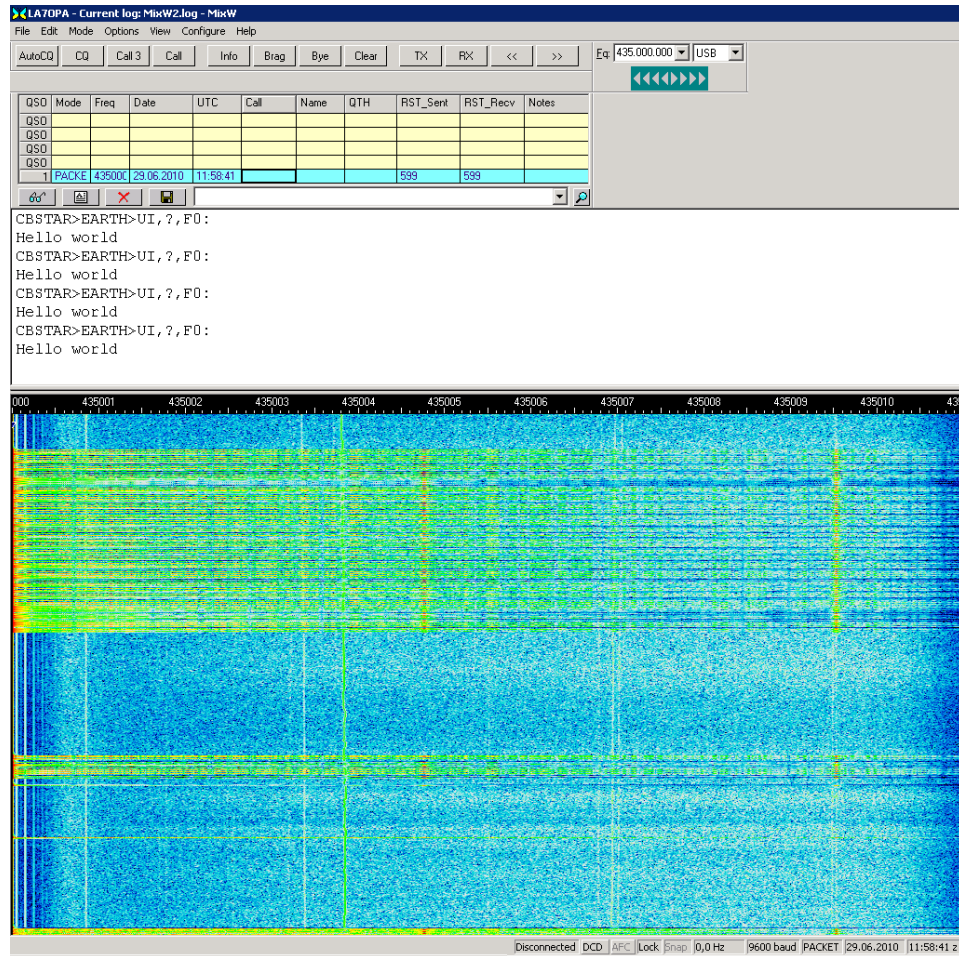 LA7OPA - Current log: MixW2.log - MixW
File Edit Mode Options View Configure Help
AutoCQ CQ Call 3 Call Info Brag Bye Clear TX RX << >> Fq: 435.000.000 USB
QSO Mode Freq Date UTC Call Name QTH RST_Sent RST_Recv Notes
QSO
QSO
QSO
QSO
1 PACKE 43500C 29.06.2010 11:58:41 599 599
CBSTAR>EARTH>UI,?,F0:
Hello world
CBSTAR>EARTH>UI,?,F0:
Hello world
CBSTAR>EARTH>UI,?,F0:
Hello world
CBSTAR>EARTH>UI,?,F0:
Hello world
000 435001 435002 435003 435004 435005 435006 435007 435008 435009 435010 43
Disconnected DCD AFC Lock Snap 0,0 Hz 9600 baud PACKET 29.06.2010 11:58:41 z